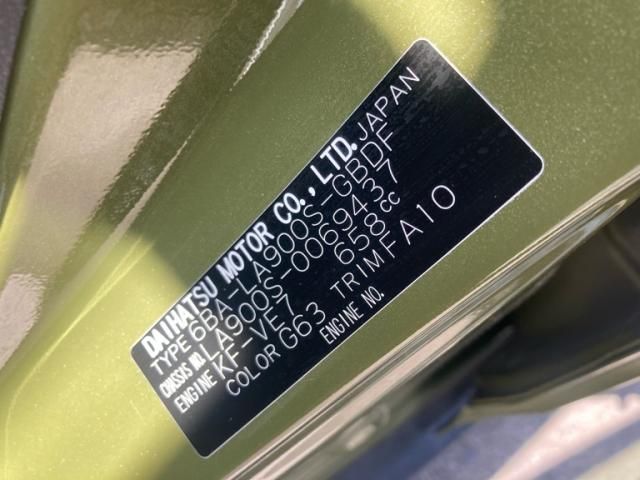 DAIHATSU MOTOR CO., LTD. JAPAN
TYPE 6BA-LA900S-GBDF
CHASSIS NO. LA900S-0069437
ENGINE KF-VE7 658cc
COLOR G63 TRIM FA10
ENGINE NO.